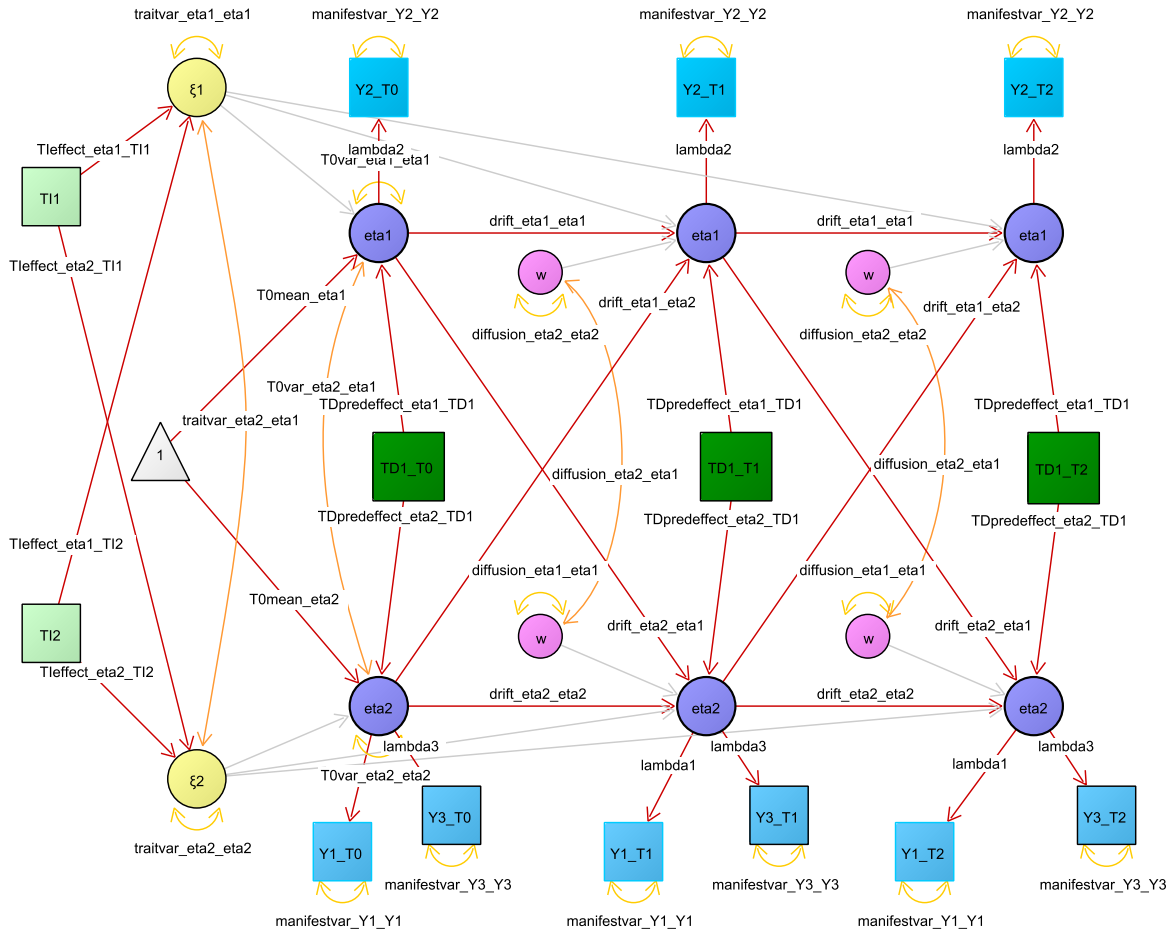 traitvar_eta1_eta1
manifestvar_Y2_Y2
manifestvar_Y2_Y2
manifestvar_Y2_Y2
ξ1
Y2_T0
Y2_T1
Y2_T2
TIeffect_eta1_TI1
lambda2
lambda2
lambda2
T0var_eta1_eta1
TI1
eta1
drift_eta1_eta1
eta1
drift_eta1_eta1
eta1
TIeffect_eta2_TI1
w
w
T0mean_eta1
drift_eta1_eta2
drift_eta1_eta2
diffusion_eta2_eta2
diffusion_eta2_eta2
T0var_eta2_eta1
TDpredeffect_eta1_TD1
TDpredeffect_eta1_TD1
TDpredeffect_eta1_TD1
traitvar_eta2_eta1
1
TD1_T0
diffusion_eta2_eta1
TD1_T1
diffusion_eta2_eta1
TD1_T2
TDpredeffect_eta2_TD1
TDpredeffect_eta2_TD1
TDpredeffect_eta2_TD1
TIeffect_eta1_TI2
diffusion_eta1_eta1
diffusion_eta1_eta1
T0mean_eta2
TI2
w
drift_eta2_eta1
w
drift_eta2_eta1
TIeffect_eta2_TI2
eta2
drift_eta2_eta2
eta2
drift_eta2_eta2
eta2
lambda3
lambda3
lambda3
lambda1
lambda1
ξ2
T0var_eta2_eta2
Y3_T0
Y3_T1
Y3_T2
traitvar_eta2_eta2
Y1_T0
Y1_T1
Y1_T2
manifestvar_Y3_Y3
manifestvar_Y3_Y3
manifestvar_Y3_Y3
manifestvar_Y1_Y1
manifestvar_Y1_Y1
manifestvar_Y1_Y1